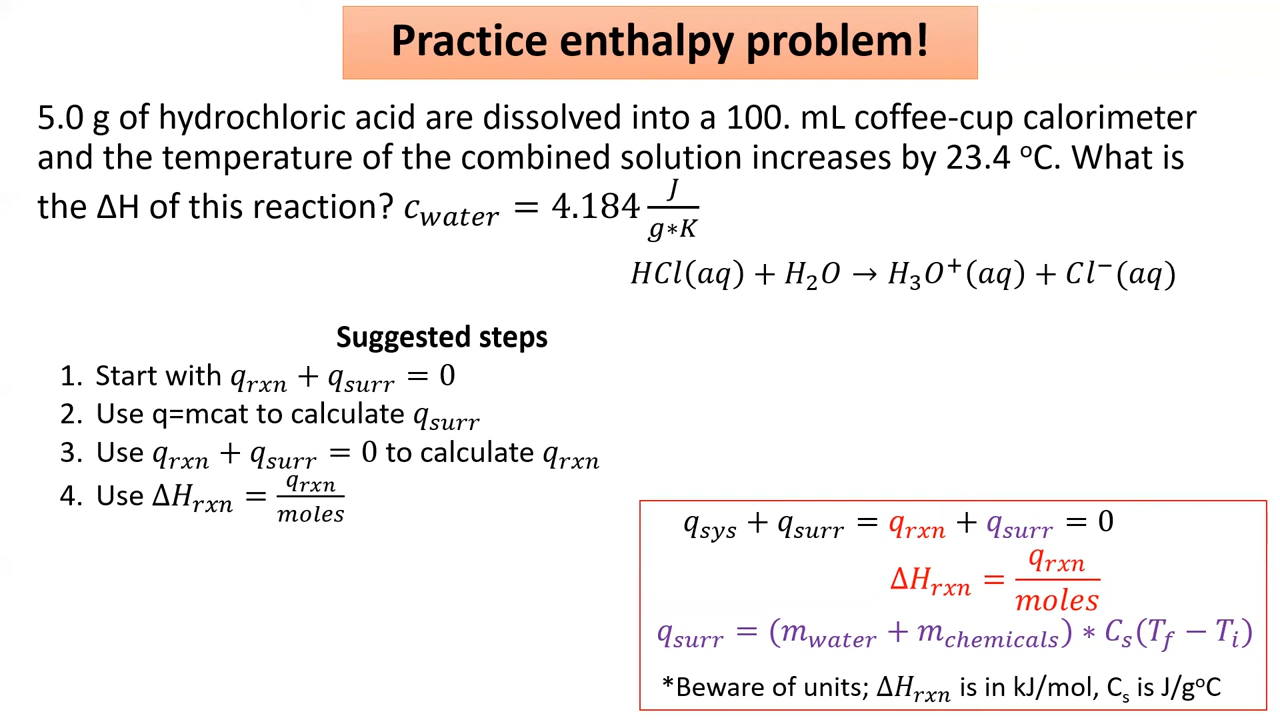 Practice enthalpy problem!
5.0 g of hydrochloric acid are dissolved into a 100. mL coffee-cup calorimeter
and the temperature of the combined solution increases by 23.4 ᵒC. What is
the ΔH of this reaction? c_water = 4.184 J/(g∗K)
HCl(aq) + H₂O → H₃O⁺(aq) + Cl⁻(aq)
Suggested steps
1. Start with q_rxn + q_surr = 0
2. Use q=mcat to calculate q_surr
3. Use q_rxn + q_surr = 0 to calculate q_rxn
4. Use ΔH_rxn = q_rxn/moles
q_sys + q_surr = q_rxn + q_surr = 0
ΔH_rxn = q_rxn/moles
q_surr = (m_water + m_chemicals) ∗ C_s(T_f − T_i)
*Beware of units; ΔH_rxn is in kJ/mol, C_s is J/gᵒC